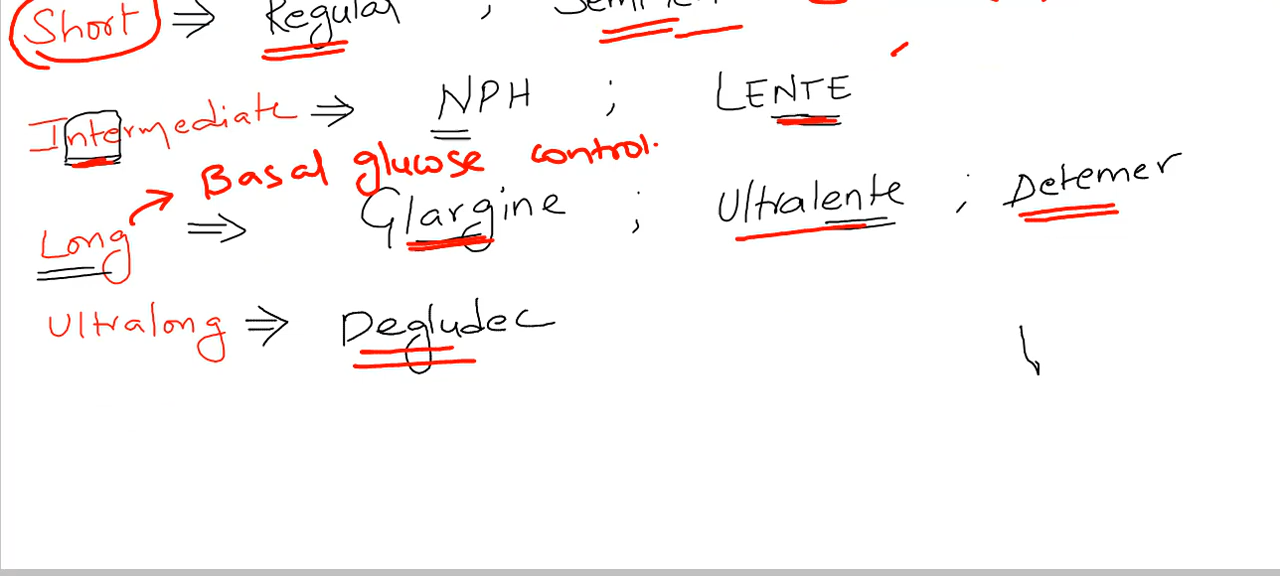 Short ⇒ Regular ;
Intermediate ⇒ NPH ; LENTE
Basal glucose control.
Long ⇒ Glargine ; Ultralente ; Detemer
Ultralong ⇒ Degludec